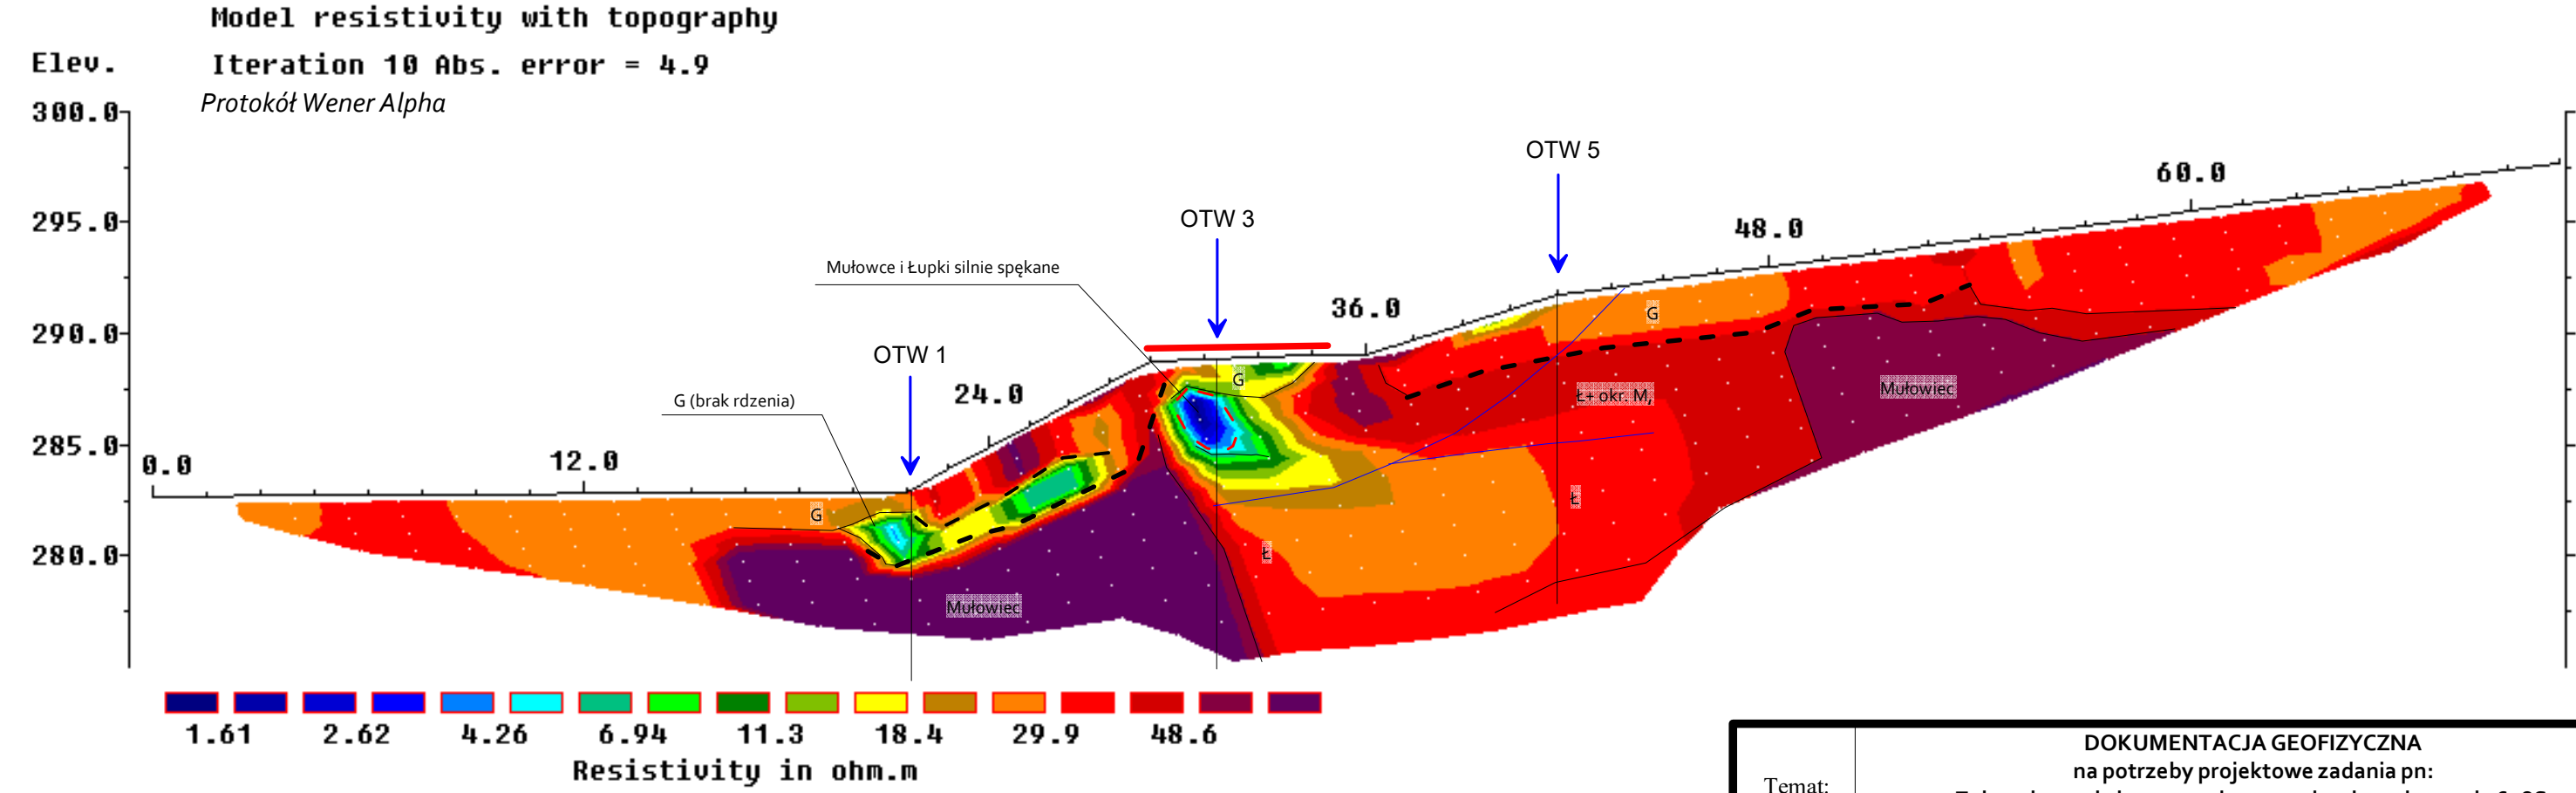 Model resistivity with topography
Elev.
Iteration 10 Abs. error = 4.9
Protokół Wener Alpha
300.0
295.0
290.0
285.0
280.0
0.0
12.0
24.0
36.0
48.0
60.0
OTW 1
OTW 3
OTW 5
Mułowce i Łupki silnie spękane
G (brak rdzenia)
G
G
G
Ł+ okr. M,
Mułowiec
Ł
Ł
Mułowiec
1.61 2.62 4.26 6.94 11.3 18.4 29.9 48.6
Resistivity in ohm.m
DOKUMENTACJA GEOFIZYCZNA
na potrzeby projektowe zadania pn:
Temat: